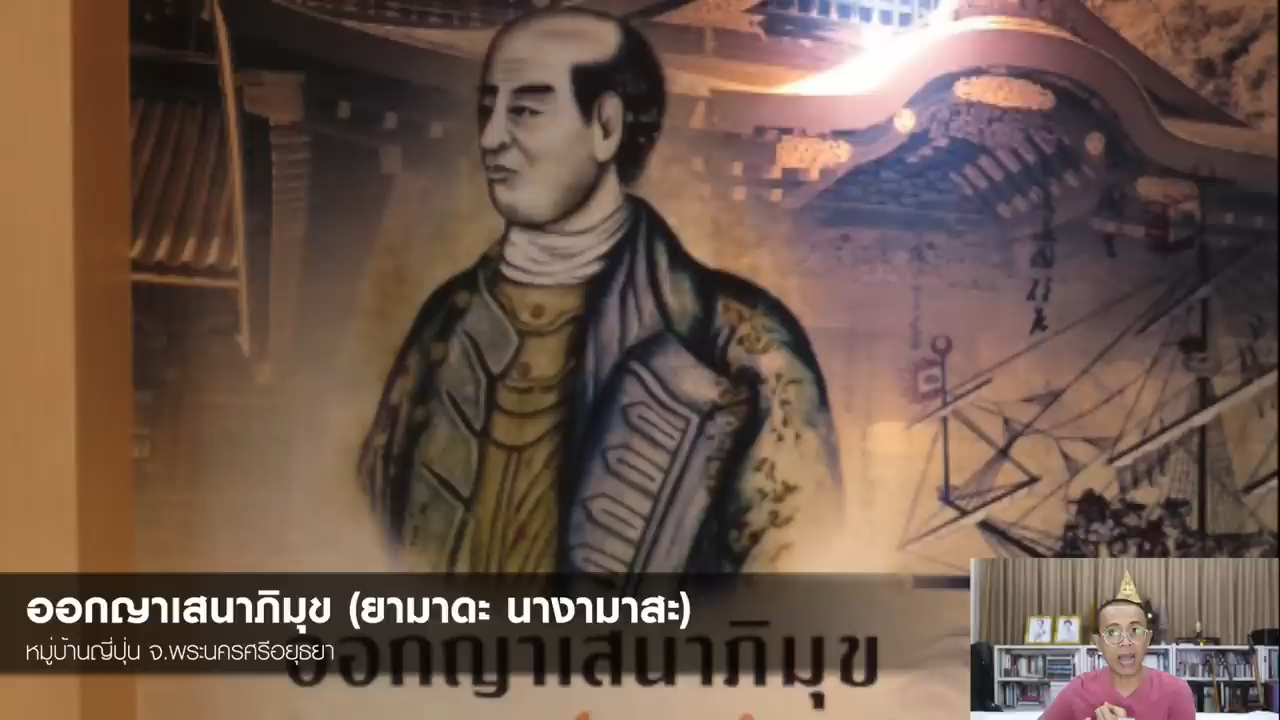 ออกญาเสนาภิมุข (ยามาดะ นางามาสะ)
หมู่บ้านญี่ปุ่น จ.พระนครศรีอยุธยา
ออกญาเสนาภิมุข